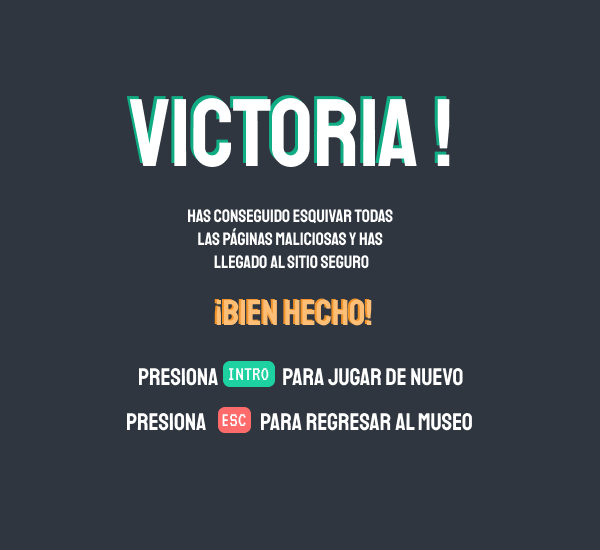 VICTORIA !
HAS CONSEGUIDO ESQUIVAR TODAS
LAS PÁGINAS MALICIOSAS Y HAS
LLEGADO AL SITIO SEGURO
¡BIEN HECHO!
PRESIONA INTRO PARA JUGAR DE NUEVO
PRESIONA ESC PARA REGRESAR AL MUSEO